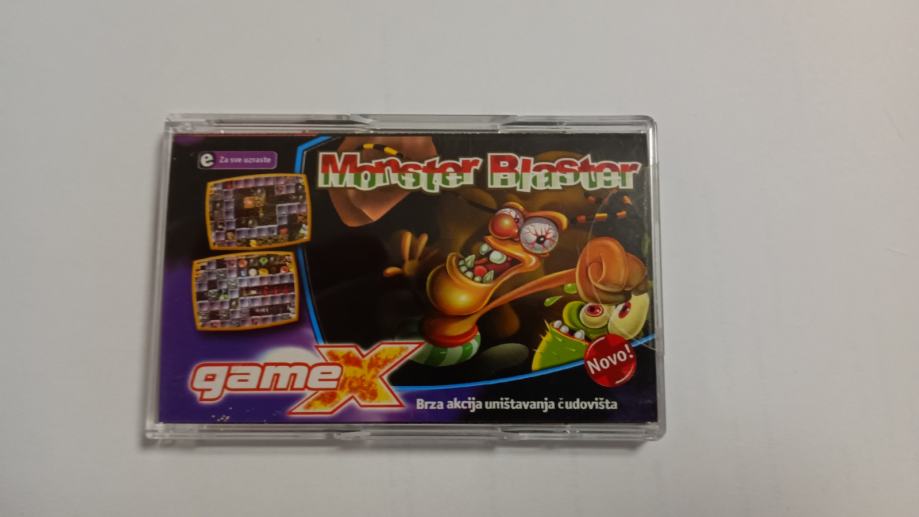 e Za sve uzraste
Monster Blaster
gameX
Novo!
Brza akcija uništavanja čudovišta